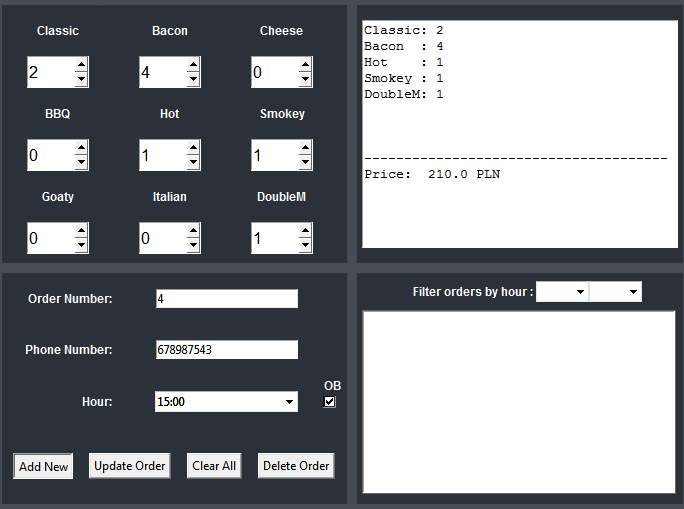 Classic Bacon Cheese
2 4 0
BBQ Hot Smokey
0 1 1
Goaty Italian DoubleM
0 0 1
Classic: 2
Bacon  : 4
Hot    : 1
Smokey : 1
DoubleM: 1
--------------------------------------
Price:  210.0 PLN
Order Number: 4
Phone Number: 678987543
OB
Hour: 15:00
Add New Update Order Clear All Delete Order
Filter orders by hour :